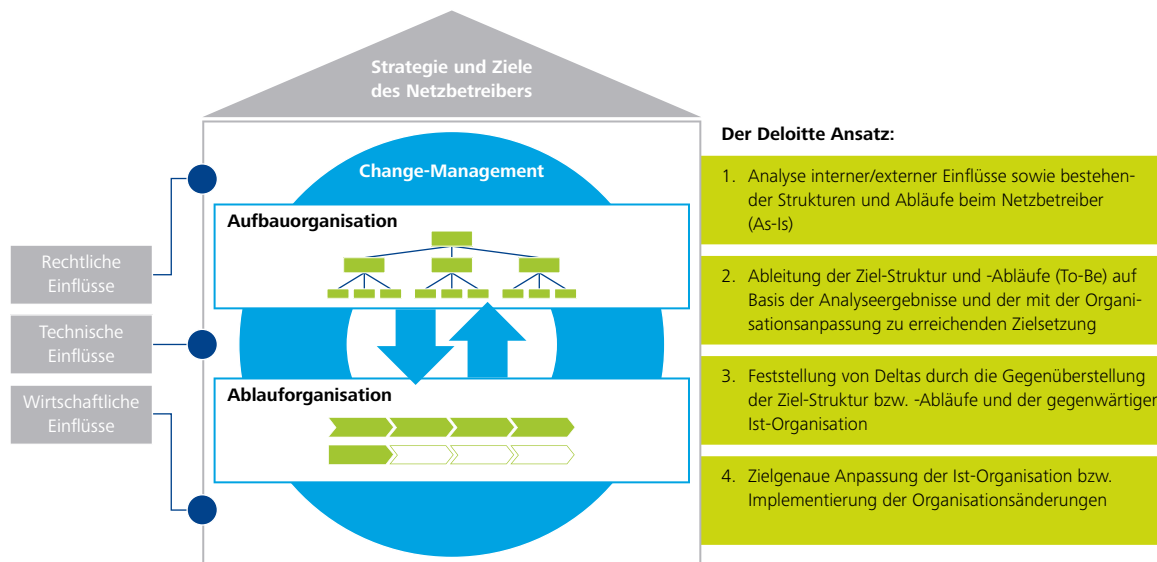 Strategie und Ziele
des Netzbetreibers
Change-Management
Aufbauorganisation
Ablauforganisation
Rechtliche
Einflüsse
Technische
Einflüsse
Wirtschaftliche
Einflüsse
Der Deloitte Ansatz:
1. Analyse interner/externer Einflüsse sowie bestehen-
der Strukturen und Abläufe beim Netzbetreiber
(As-Is)
2. Ableitung der Ziel-Struktur und -Abläufe (To-Be) auf
Basis der Analyseergebnisse und der mit der Organi-
sationsanpassung zu erreichenden Zielsetzung
3. Feststellung von Deltas durch die Gegenüberstellung
der Ziel-Struktur bzw. -Abläufe und der gegenwärtigen
Ist-Organisation
4. Zielgenaue Anpassung der Ist-Organisation bzw.
Implementierung der Organisationsänderungen